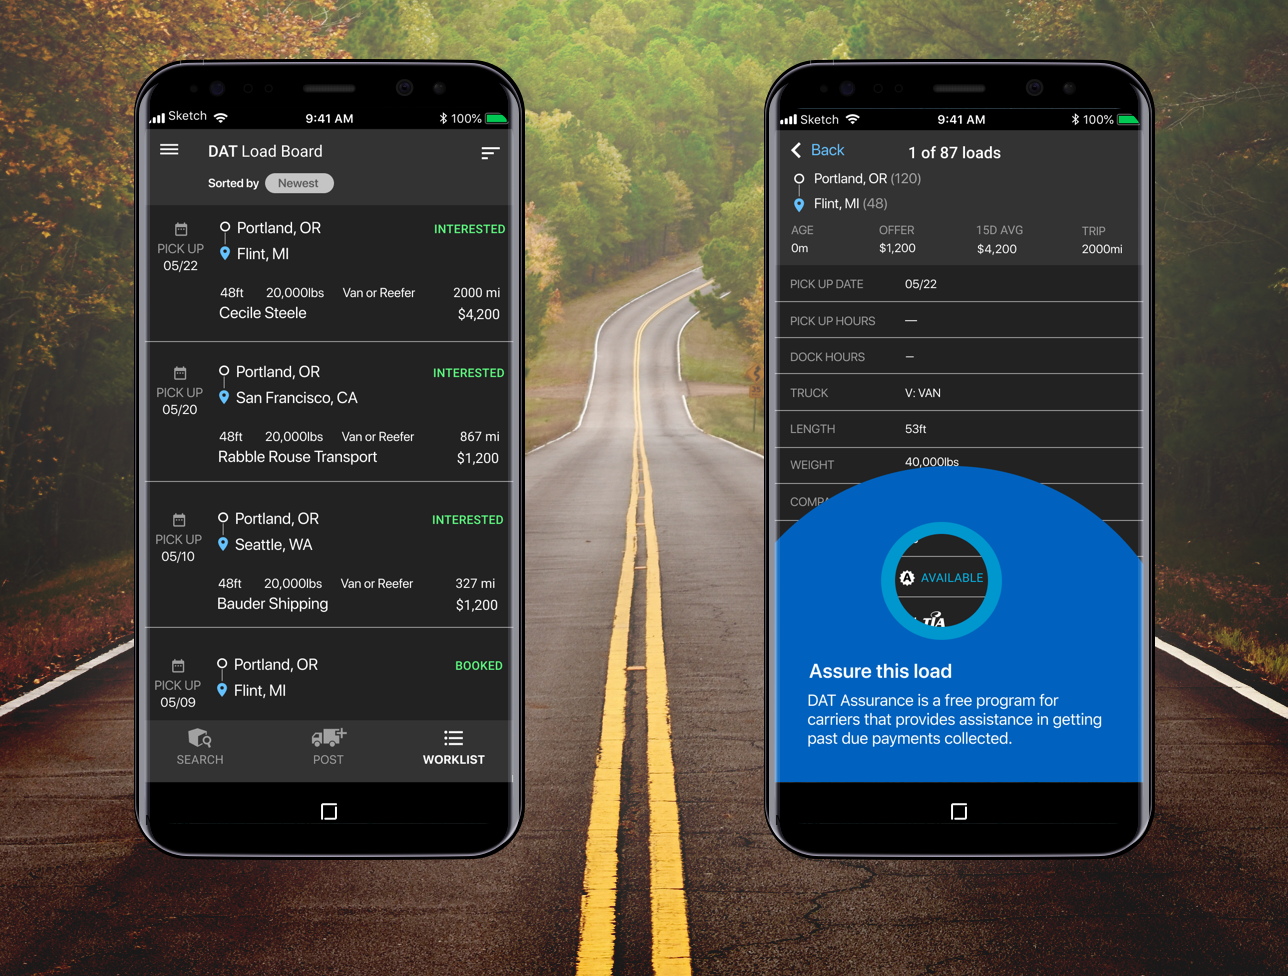 Sketch 9:41 AM 100%
DAT Load Board
Sorted by Newest
PICK UP
05/22
Portland, OR
Flint, MI
INTERESTED
48ft 20,000lbs Van or Reefer 2000 mi
Cecile Steele $4,200
PICK UP
05/20
Portland, OR
San Francisco, CA
INTERESTED
48ft 20,000lbs Van or Reefer 867 mi
Rabble Rouse Transport $1,200
PICK UP
05/10
Portland, OR
Seattle, WA
INTERESTED
48ft 20,000lbs Van or Reefer 327 mi
Bauder Shipping $1,200
PICK UP
05/09
Portland, OR
Flint, MI
BOOKED
SEARCH POST WORKLIST
Sketch 9:41 AM 100%
Back 1 of 87 loads
Portland, OR (120)
Flint, MI (48)
AGE OFFER 15D AVG TRIP
0m $1,200 $4,200 2000mi
PICK UP DATE 05/22
PICK UP HOURS —
DOCK HOURS –
TRUCK V: VAN
LENGTH 53ft
WEIGHT 40,000lbs
A AVAILABLE
TIA
Assure this load
DAT Assurance is a free program for
carriers that provides assistance in getting
past due payments collected.